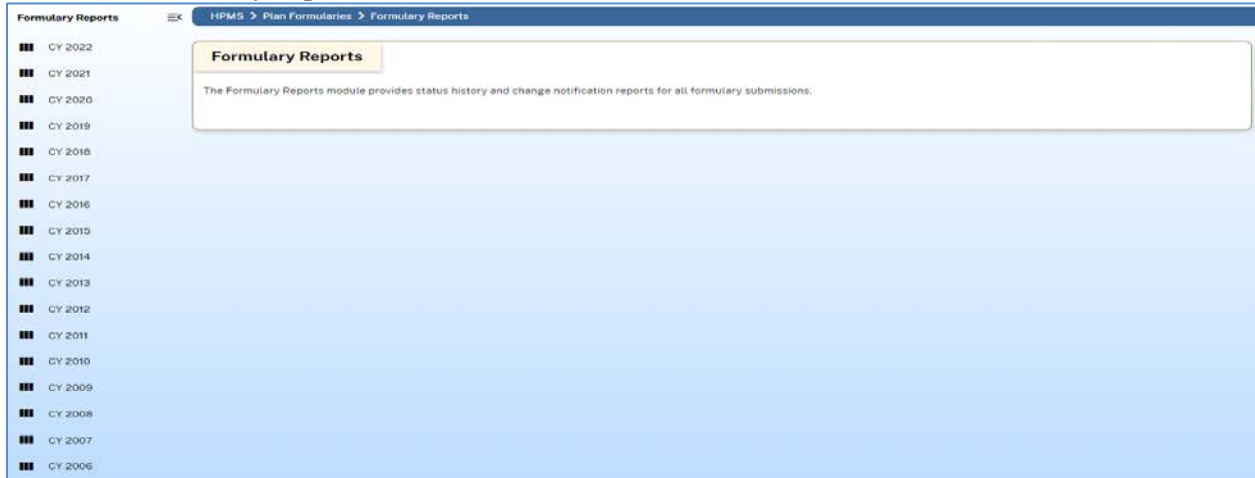 Formulary Reports
HPMS > Plan Formularies > Formulary Reports
CY 2022
CY 2021
CY 2020
CY 2019
CY 2018
CY 2017
CY 2016
CY 2015
CY 2014
CY 2013
CY 2012
CY 2011
CY 2010
CY 2009
CY 2008
CY 2007
CY 2006
Formulary Reports
The Formulary Reports module provides status history and change notification reports for all formulary submissions.